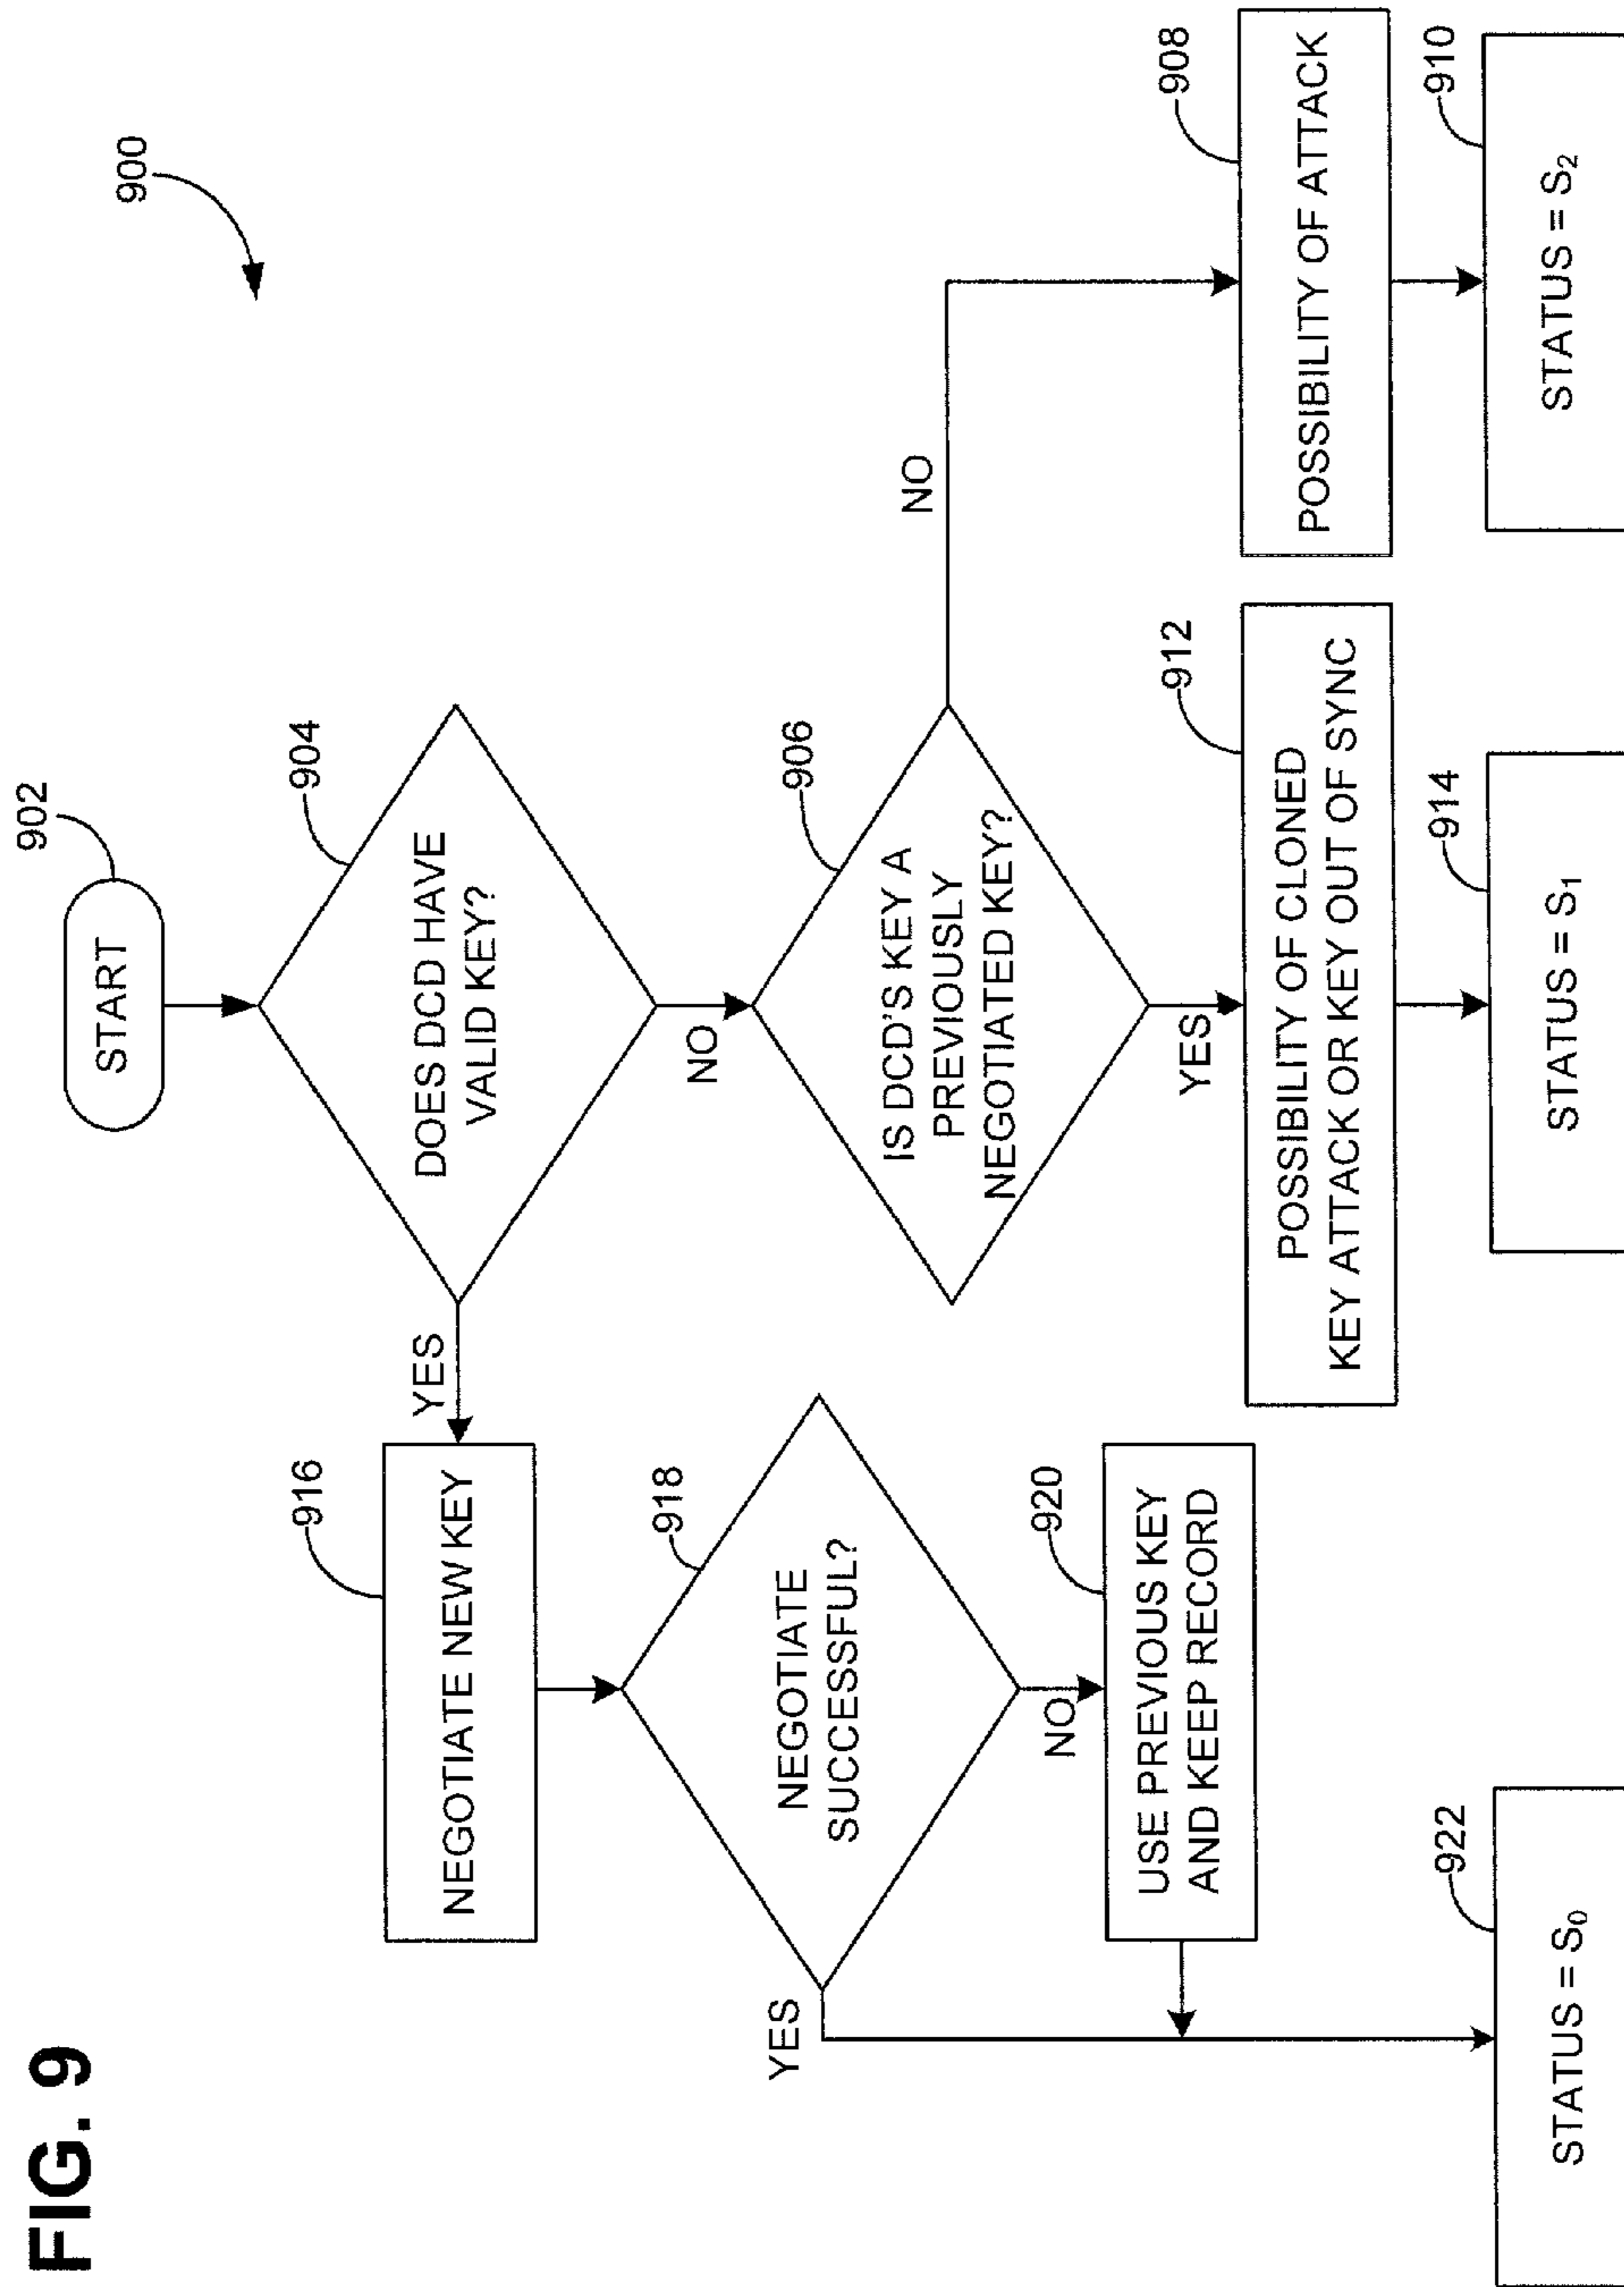 FIG. 9
900
902
START
904
DOES DCD HAVE
VALID KEY?
YES
NO
916
NEGOTIATE NEW KEY
906
IS DCD'S KEY A
PREVIOUSLY
NEGOTIATED KEY?
NO
YES
918
NEGOTIATE
SUCCESSFUL?
YES
NO
920
USE PREVIOUS KEY
AND KEEP RECORD
912
POSSIBILITY OF CLONED
KEY ATTACK OR KEY OUT OF SYNC
908
POSSIBILITY OF ATTACK
922
STATUS = S₀
914
STATUS = S₁
910
STATUS = S₂